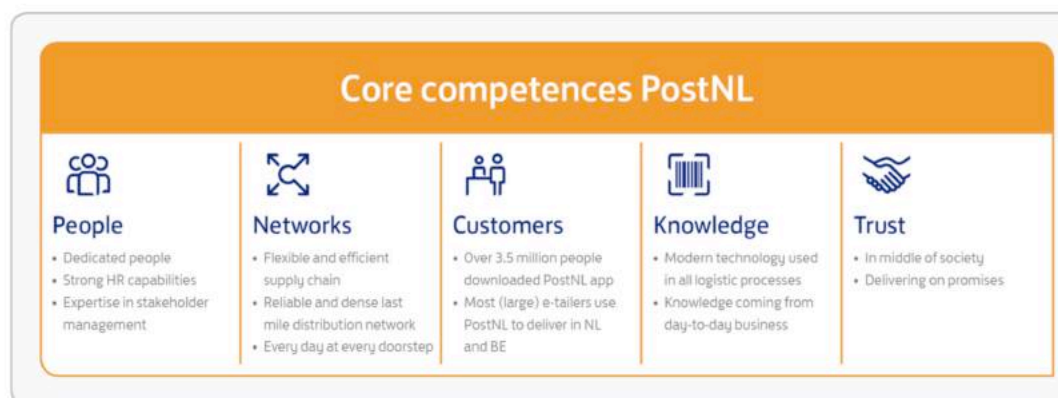 Core competences PostNL
People
• Dedicated people
• Strong HR capabilities
• Expertise in stakeholder
management
Networks
• Flexible and efficient
supply chain
• Reliable and dense last
mile distribution network
• Every day at every doorstep
Customers
• Over 3.5 million people
downloaded PostNL app
• Most (large) e-tailers use
PostNL to deliver in NL
and BE
Knowledge
• Modern technology used
in all logistic processes
• Knowledge coming from
day-to-day business
Trust
• In middle of society
• Delivering on promises